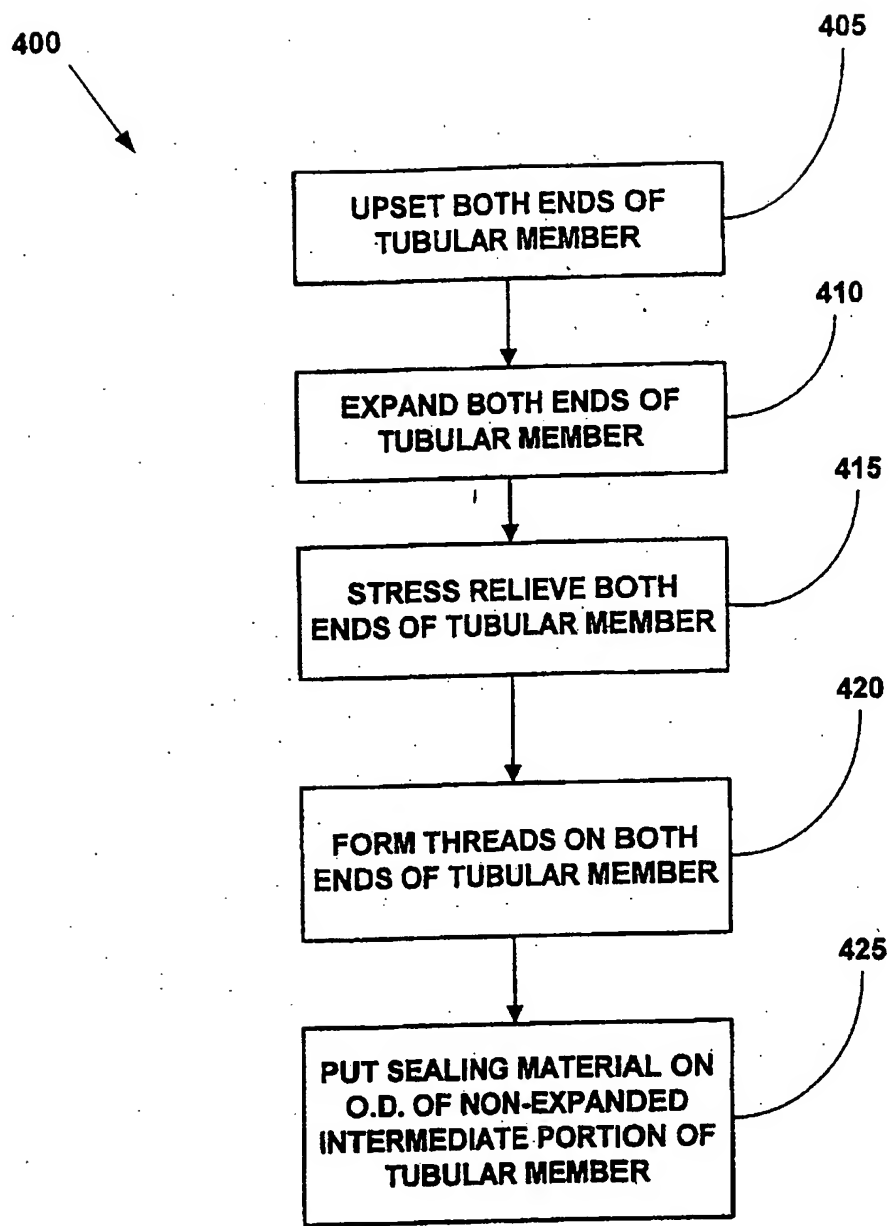 400
405
UPSET BOTH ENDS OF
TUBULAR MEMBER
410
EXPAND BOTH ENDS OF
TUBULAR MEMBER
415
STRESS RELIEVE BOTH
ENDS OF TUBULAR MEMBER
420
FORM THREADS ON BOTH
ENDS OF TUBULAR MEMBER
425
PUT SEALING MATERIAL ON
O.D. OF NON-EXPANDED
INTERMEDIATE PORTION OF
TUBULAR MEMBER